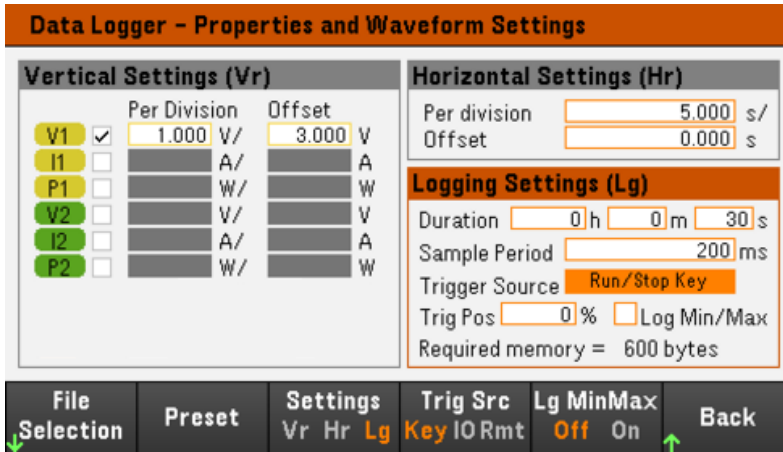 Data Logger – Properties and Waveform Settings
Vertical Settings (Vr)
Per Division Offset
V1 1.000 V/ 3.000 V
I1 A/ A
P1 W/ W
V2 V/ V
I2 A/ A
P2 W/ W
Horizontal Settings (Hr)
Per division 5.000 s/
Offset 0.000 s
Logging Settings (Lg)
Duration 0 h 0 m 30 s
Sample Period 200 ms
Trigger Source Run/Stop Key
Trig Pos 0 % Log Min/Max
Required memory = 600 bytes
File Selection
Preset
Settings
Vr Hr Lg
Trig Src
Key IO Rmt
Lg MinMax
Off On
Back